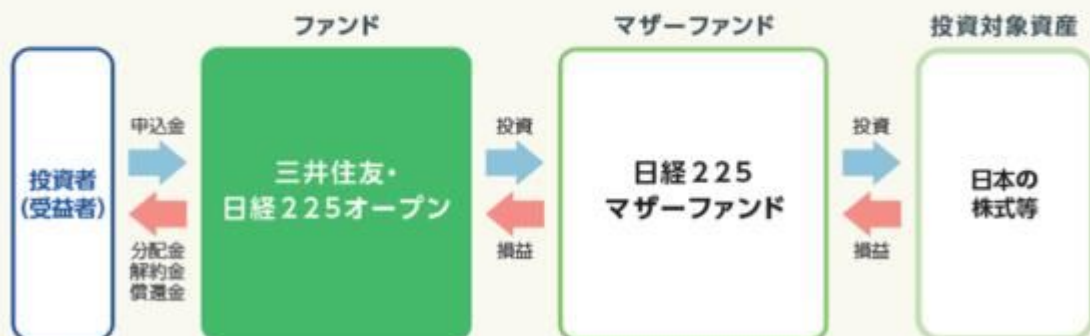 ファンド
マザーファンド
投資対象資産
投資者
(受益者)
申込金
分配金
解約金
償還金
三井住友・
日経225オープン
投資
損益
日経225
マザーファンド
投資
損益
日本の
株式等